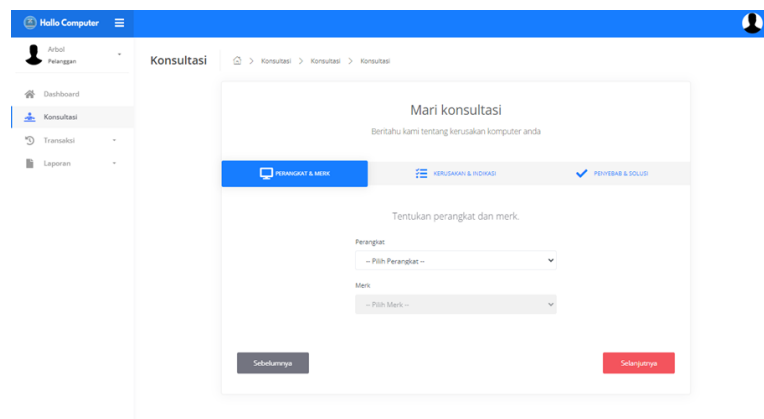 Hallo Computer
Arbol
Pelanggan
Dashboard
Konsultasi
Transaksi
Laporan
Konsultasi
> Konsultasi > Konsultasi > Konsultasi
Mari konsultasi
Beritahu kami tentang kerusakan komputer anda
PERANGKAT & MERK
KERUSAKAN & INDIKASI
PENYEBAB & SOLUSI
Tentukan perangkat dan merk.
Perangkat
-- Pilih Perangkat --
Merk
-- Pilih Merk --
Sebelumnya
Selanjutnya